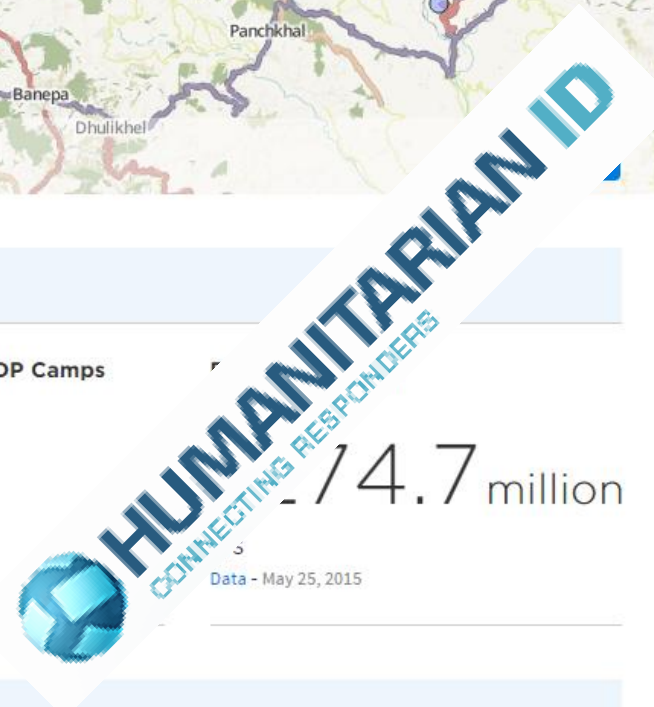 Panchkhal
Banepa
Dhulikhel
HUMANITARIAN ID
CONNECTING RESPONDERS
Camps
74.7 million
Data - May 25, 2015